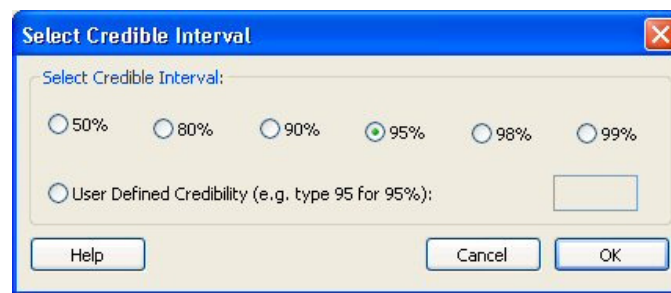 Select Credible Interval
Select Credible Interval:
50% 80% 90% 95% 98% 99%
User Defined Credibility (e.g. type 95 for 95%):
Help Cancel OK